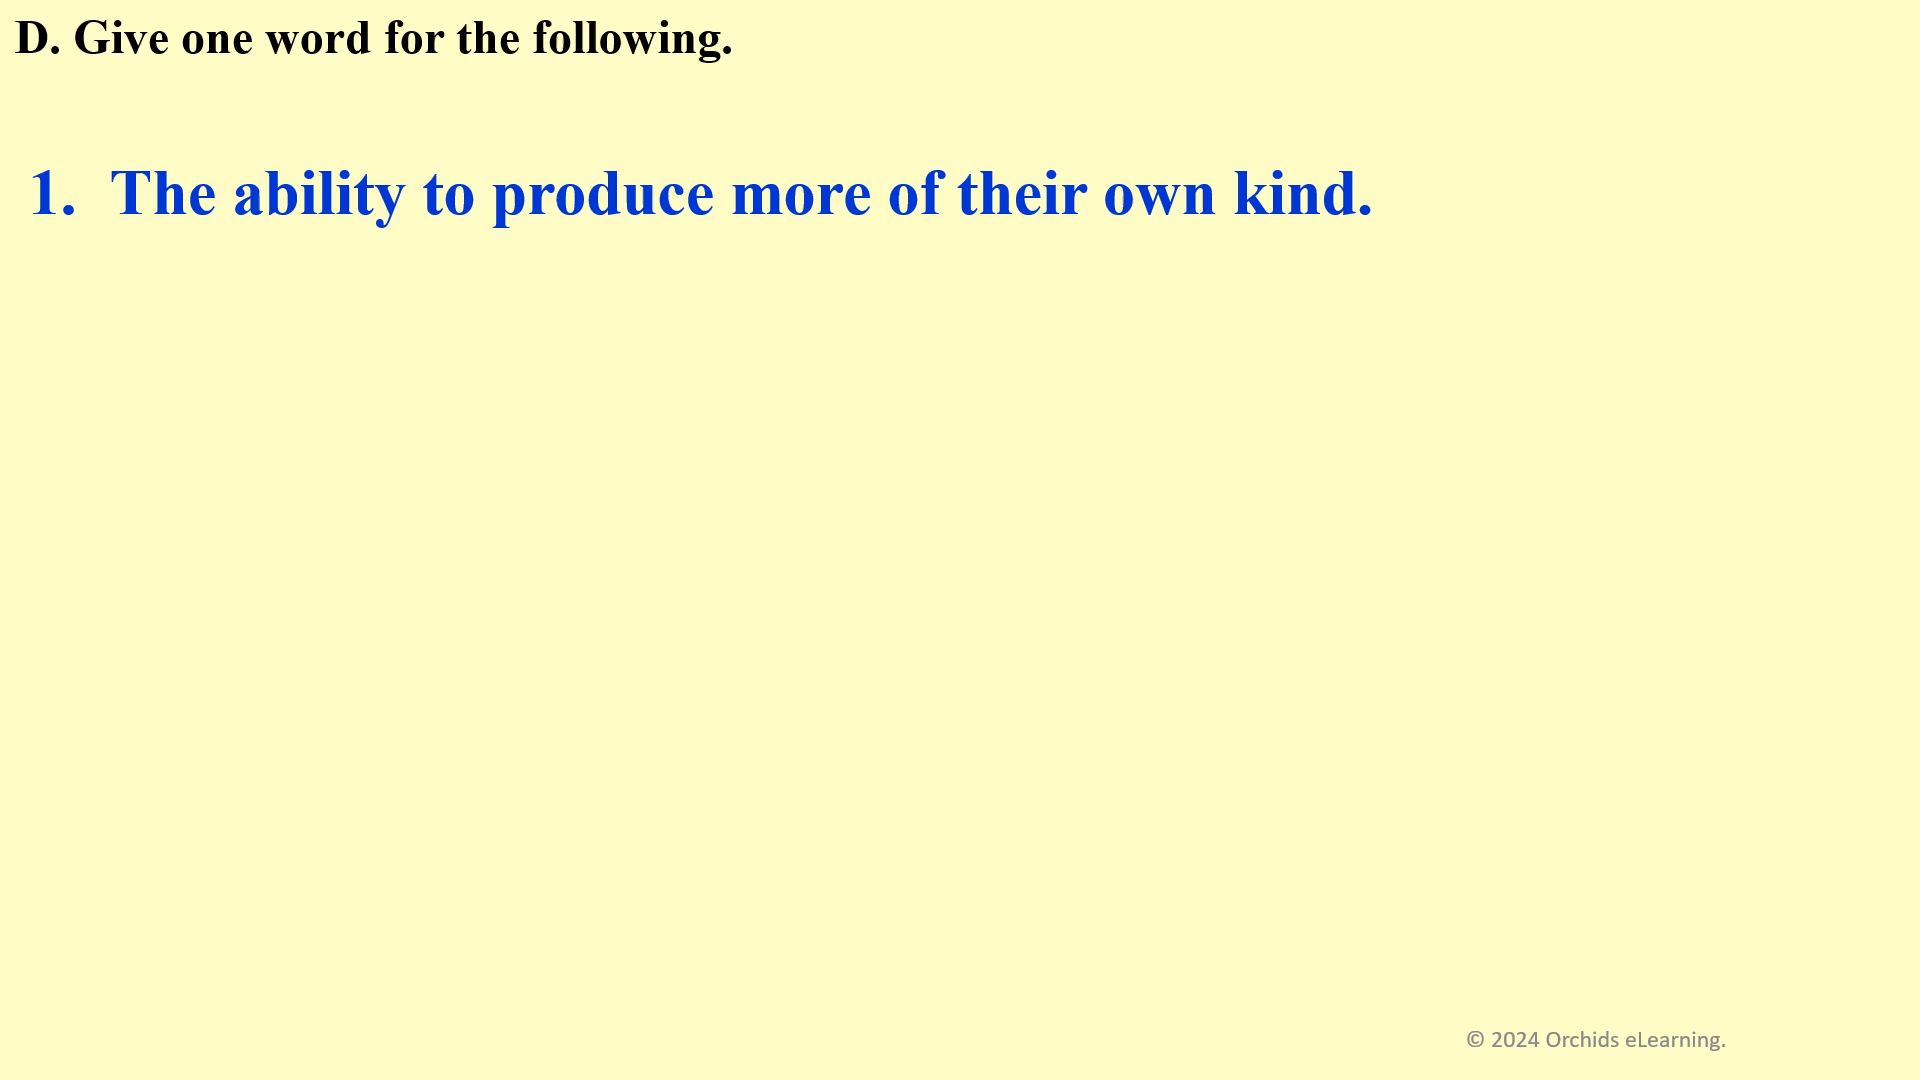 D. Give one word for the following.
1. The ability to produce more of their own kind.
© 2024 Orchids eLearning.